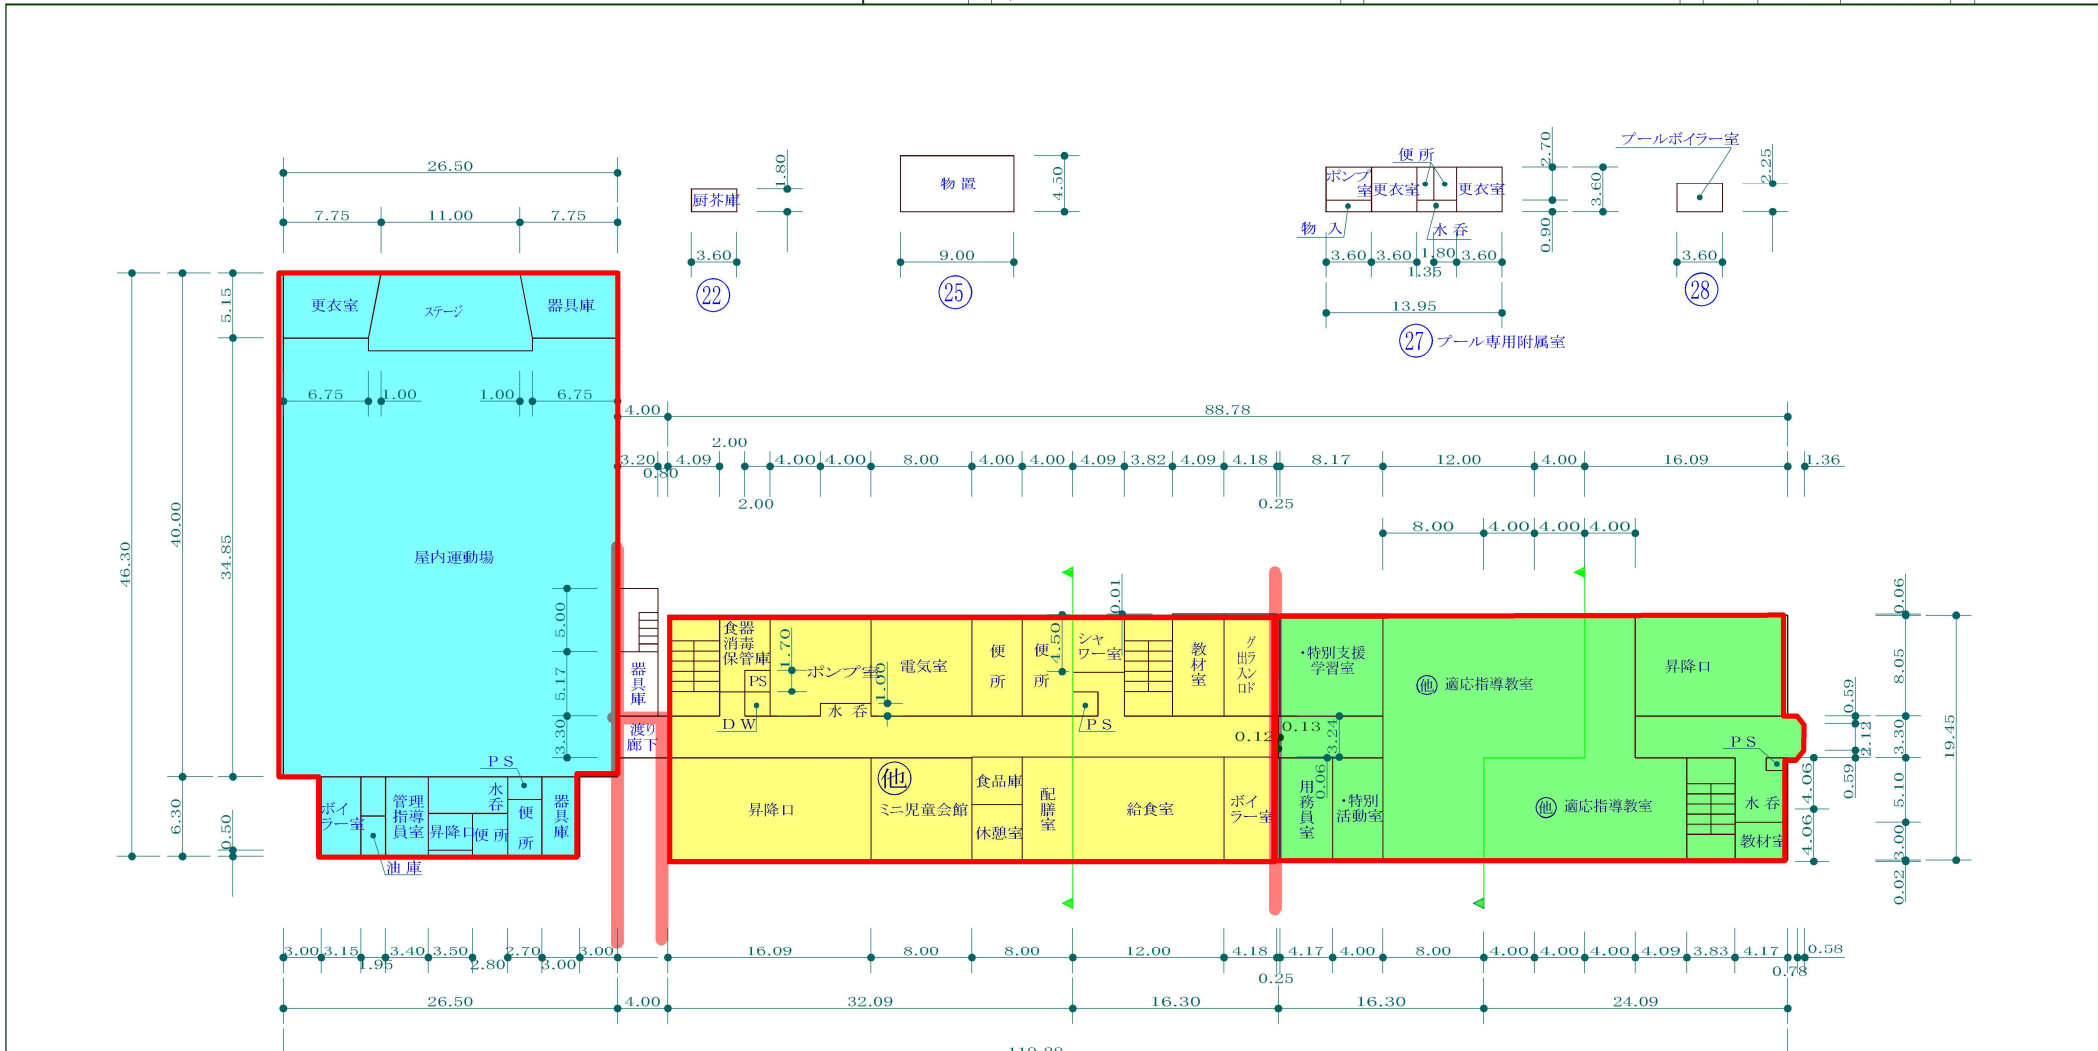 プールボイラー室
便 所
2.70
1.80
26.50
物 置
4.50
ポンプ
室
更衣室
更衣室
3.60
2.25
厨芥庫
7.75
11.00
7.75
物 入
水 呑
0.90
3.60
9.00
3.60
3.60
1.80
3.60
1.35
3.60
22
25
13.95
28
27
プール専用附属室
5.15
更衣室
ステージ
器具庫
6.75
1.00
1.00
6.75
4.00
88.78
2.00
3.20
0.80
4.09
4.00
4.00
8.00
4.00
4.00
4.09
3.82
4.09
4.18
8.17
12.00
4.00
16.09
1.36
2.00
0.25
46.30
40.00
34.85
8.00
4.00
4.00
4.00
屋内運動場
5.00
0.01
0.06
食器
消毒
保管庫
1.70
ポンプ室
電気室
便
所
便
所
4.50
シャ
ワー室
教
材
室
グラン
ド
出入
口
・特別支援
学習室
昇降口
8.05
5.17
器
具
庫
PS
1.00
他
適応指導教室
0.59
水 呑
D W
P S
3.30
渡り
廊下
0.12
0.13
3.24
P S
2.12
3.30
19.45
P S
他
ミニ児童会館
食品庫
0.06
0.59
4.06
5.10
6.30
0.50
ボイ
ラー室
管理
指導
員室
水
呑
昇降口
便 所
便
所
器
具
庫
昇降口
休憩室
配
膳
室
給食室
ボイ
ラー室
用
務
員
室
・特別
活動室
他
適応指導教室
水 呑
教材室
4.06
3.00
0.02
油 庫
3.00
3.15
1.95
3.40
3.50
2.80
2.70
3.00
3.00
16.09
8.00
8.00
12.00
4.18
0.25
4.17
4.00
8.00
4.00
4.00
4.00
4.09
3.83
4.17
0.78
0.58
26.50
4.00
32.09
16.30
16.30
24.09